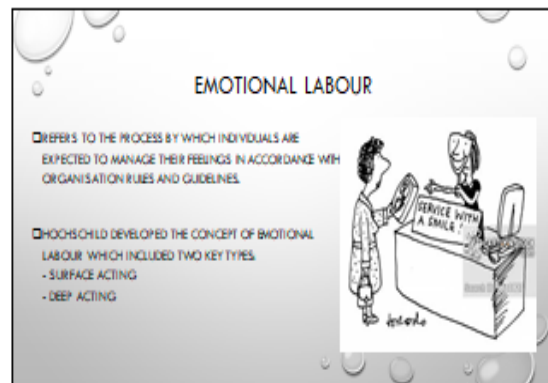 EMOTIONAL LABOUR
❑REFERS TO THE PROCESS BY WHICH INDIVIDUALS ARE
EXPECTED TO MANAGE THEIR FEELINGS IN ACCORDANCE WITH
ORGANISATION RULES AND GUIDELINES.
❑HOCHSCHILD DEVELOPED THE CONCEPT OF EMOTIONAL
LABOUR WHICH INCLUDED TWO KEY TYPES.
- SURFACE ACTING
- DEEP ACTING
SERVICE WITH
A SMILE!